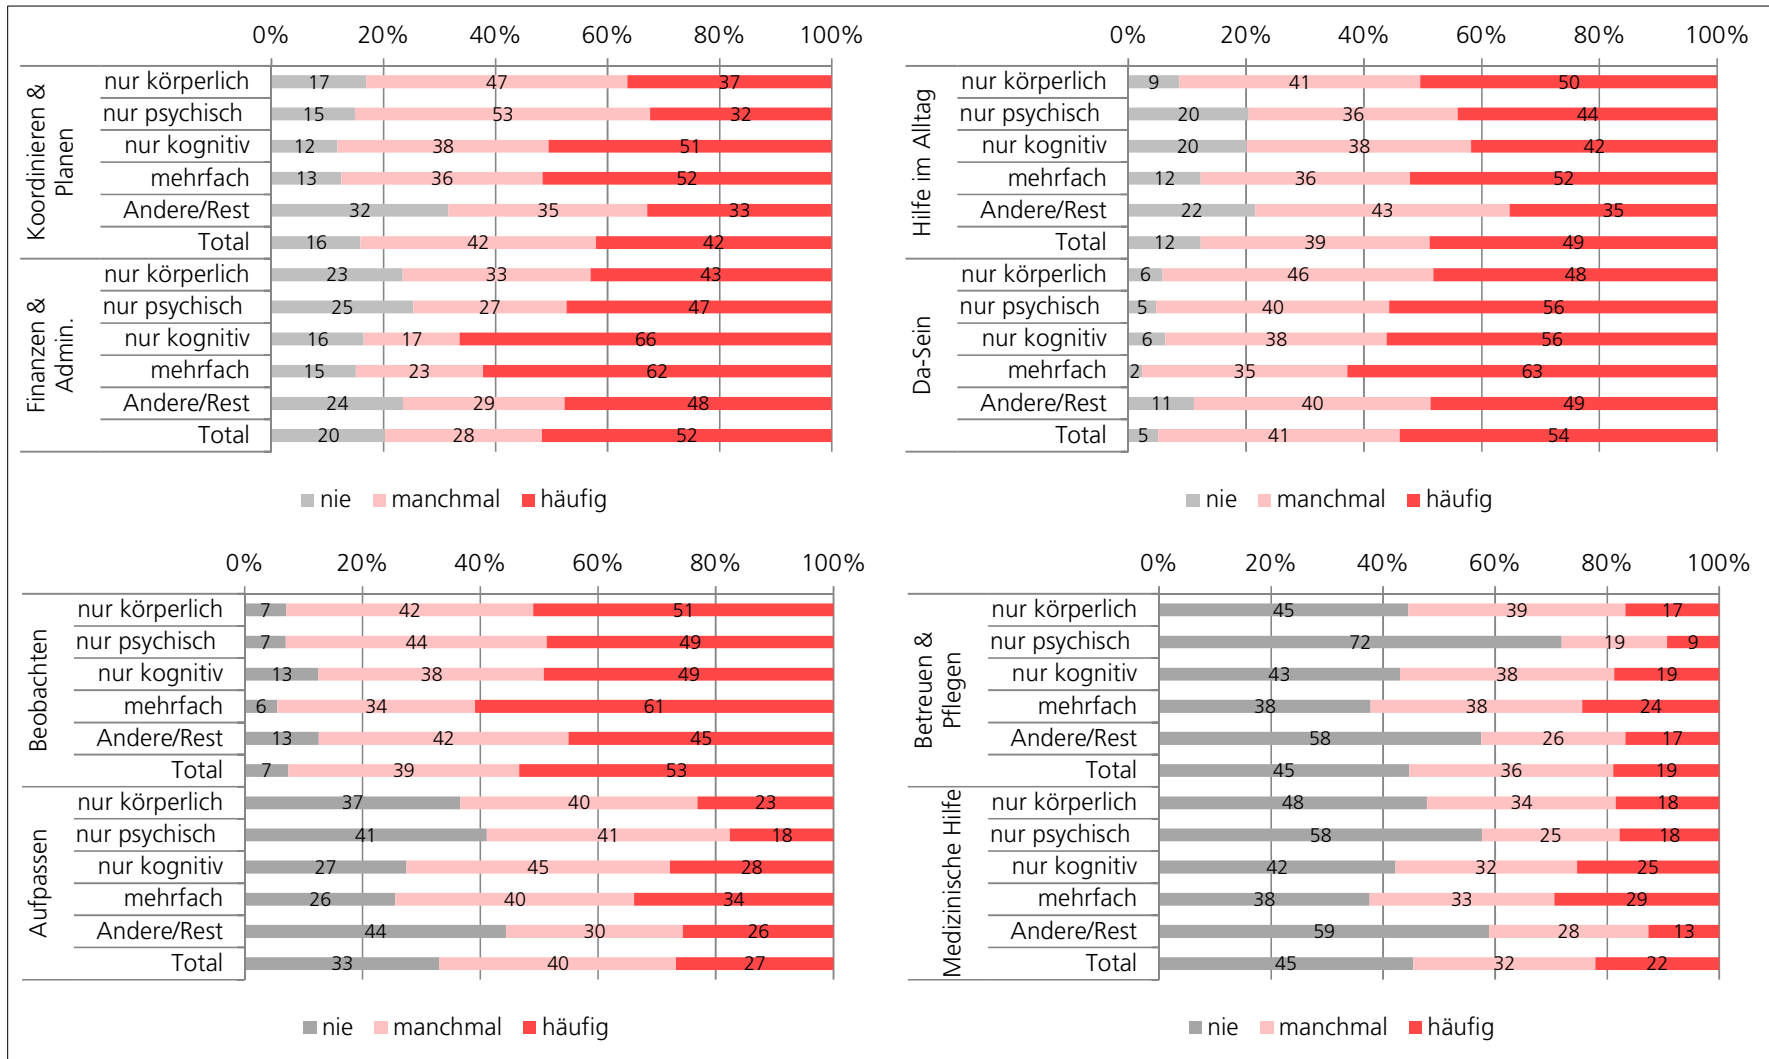 0% 20% 40% 60% 80% 100%
Koordinieren &
Planen
nur körperlich 17 47 37
nur psychisch 15 53 32
nur kognitiv 12 38 51
mehrfach 13 36 52
Andere/Rest 32 35 33
Total 16 42 42
Finanzen &
Admin.
nur körperlich 23 33 43
nur psychisch 25 27 47
nur kognitiv 16 17 66
mehrfach 15 23 62
Andere/Rest 24 29 48
Total 20 28 52
nie manchmal häufig
0% 20% 40% 60% 80% 100%
Hilfe im Alltag
nur körperlich 9 41 50
nur psychisch 20 36 44
nur kognitiv 20 38 42
mehrfach 12 36 52
Andere/Rest 22 43 35
Total 12 39 49
Da-Sein
nur körperlich 6 46 48
nur psychisch 5 40 56
nur kognitiv 6 38 56
mehrfach 2 35 63
Andere/Rest 11 40 49
Total 5 41 54
nie manchmal häufig
0% 20% 40% 60% 80% 100%
Beobachten
nur körperlich 7 42 51
nur psychisch 7 44 49
nur kognitiv 13 38 49
mehrfach 6 34 61
Andere/Rest 13 42 45
Total 7 39 53
Aufpassen
nur körperlich 37 40 23
nur psychisch 41 41 18
nur kognitiv 27 45 28
mehrfach 26 40 34
Andere/Rest 44 30 26
Total 33 40 27
nie manchmal häufig
0% 20% 40% 60% 80% 100%
Betreuen &
Pflegen
nur körperlich 45 39 17
nur psychisch 72 19 9
nur kognitiv 43 38 19
mehrfach 38 38 24
Andere/Rest 58 26 17
Total 45 36 19
Medizinische Hilfe
nur körperlich 48 34 18
nur psychisch 58 25 18
nur kognitiv 42 32 25
mehrfach 38 33 29
Andere/Rest 59 28 13
Total 45 32 22
nie manchmal häufig